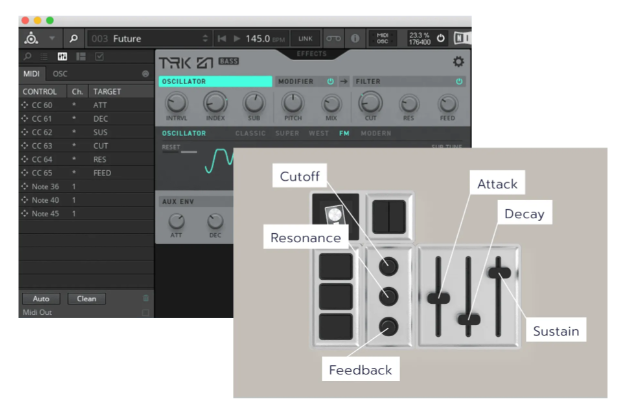 003 Future
145.0 BPM
LINK
MIDI
OSC
23.3 %
176400
MIDI OSC
CONTROL Ch. TARGET
CC 60 * ATT
CC 61 * DEC
CC 62 * SUS
CC 63 * CUT
CC 64 * RES
CC 65 * FEED
Note 36 1
Note 40 1
Note 45 1
Auto Clean
Midi Out
EFFECTS
TRK 01 BASS
OSCILLATOR MODIFIER FILTER
INTRVL INDEX SUB PITCH MIX CUT RES FEED
OSCILLATOR CLASSIC SUPER WEST FM MODERN
RESET SUB TUNE
AUX ENV
ATT DEC
Cutoff
Attack
Decay
Resonance
Sustain
Feedback